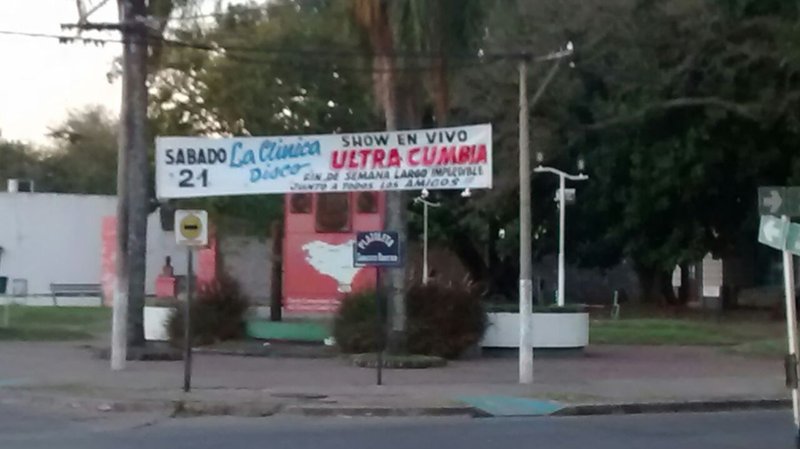 SABADO
21
La Clinica
Disco
SHOW EN VIVO
ULTRA CUMBIA
FIN DE SEMANA LARGO IMPERDIBLE
JUNTO A TODOS LOS AMIGOS !!!
PLAZOLETA